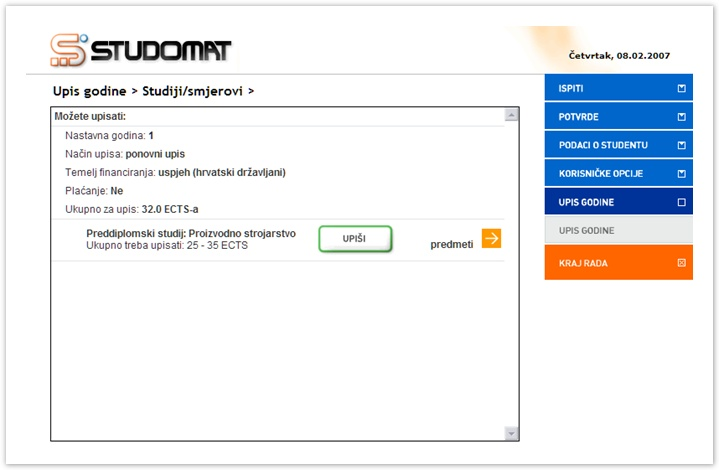 STUDOMAT
Četvrtak, 08.02.2007
Upis godine > Studiji/smjerovi >
Možete upisati:
Nastavna godina: 1
Način upisa: ponovni upis
Temelj financiranja: uspjeh (hrvatski državljani)
Plaćanje: Ne
Ukupno za upis: 32.0 ECTS-a
Preddiplomski studij: Proizvodno strojarstvo
Ukupno treba upisati: 25 - 35 ECTS
UPIŠI
predmeti
ISPITI
POTVRDE
PODACI O STUDENTU
KORISNIČKE OPCIJE
UPIS GODINE
UPIS GODINE
KRAJ RADA